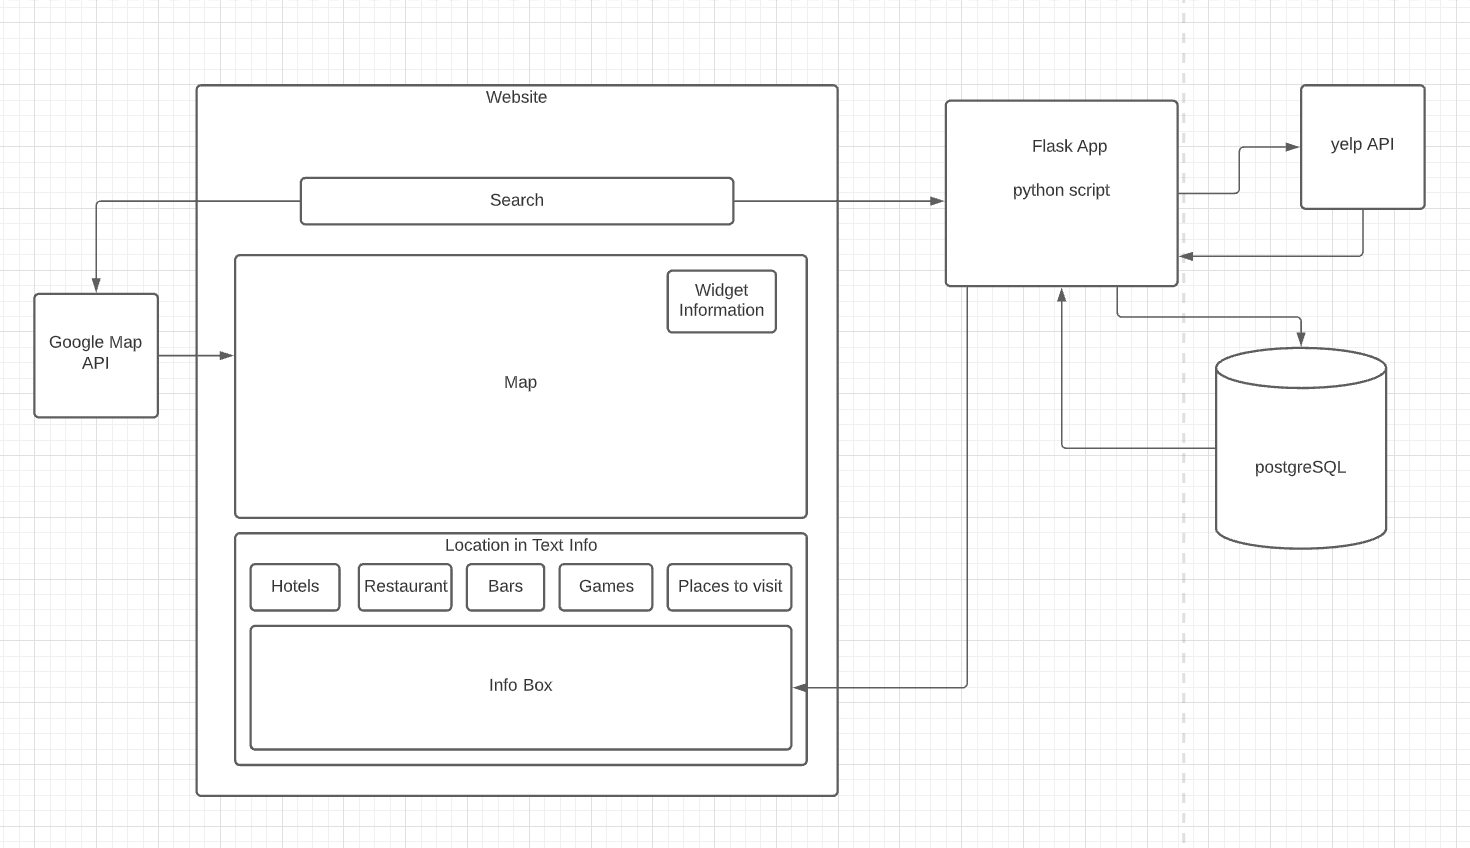 Website
Search
Google Map
API
Widget
Information
Map
Location in Text Info
Hotels
Restaurant
Bars
Games
Places to visit
Info Box
Flask App
python script
yelp API
postgreSQL